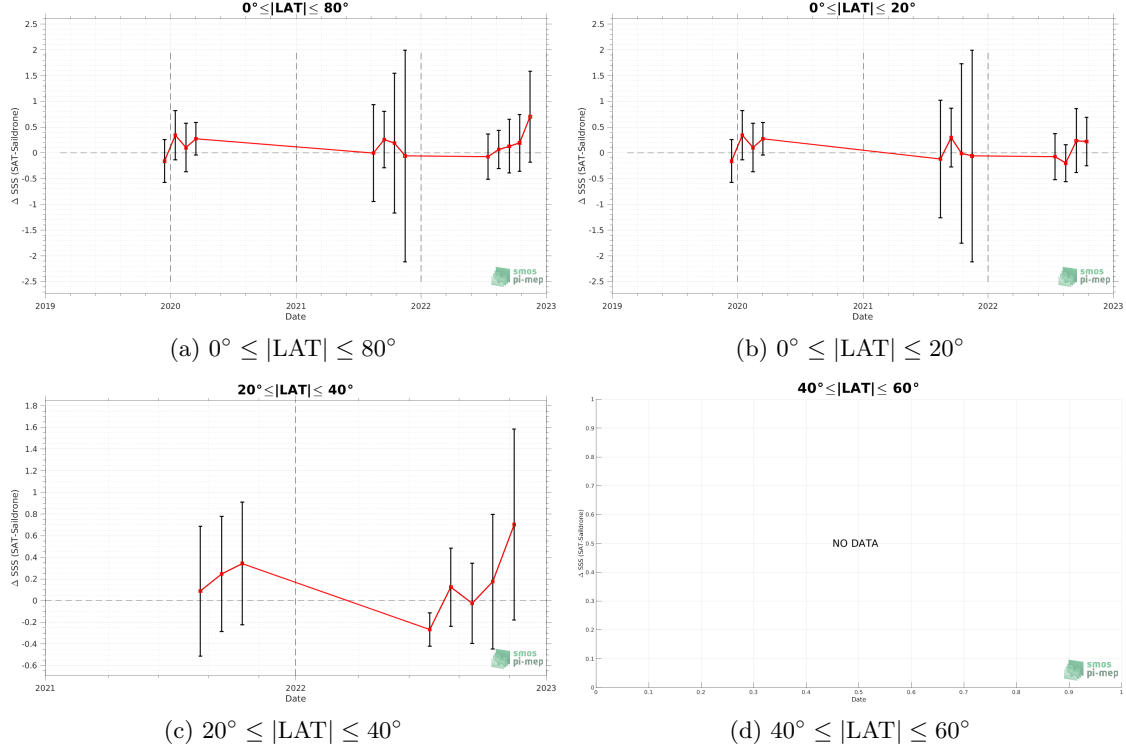 0°≤|LAT|≤ 80°
2.5
2
1.5
1
0.5
0
-0.5
-1
-1.5
-2
-2.5
Δ SSS (SAT-Saildrone)
2019
2020
2021
2022
2023
Date
smos
pi-mep
(a) 0° ≤ |LAT| ≤ 80°
0°≤|LAT|≤ 20°
2.5
2
1.5
1
0.5
0
-0.5
-1
-1.5
-2
-2.5
Δ SSS (SAT-Saildrone)
2019
2020
2021
2022
2023
Date
smos
pi-mep
(b) 0° ≤ |LAT| ≤ 20°
20°≤|LAT|≤ 40°
1.8
1.6
1.4
1.2
1
0.8
0.6
0.4
0.2
0
-0.2
-0.4
-0.6
Δ SSS (SAT-Saildrone)
2021
2022
2023
Date
smos
pi-mep
(c) 20° ≤ |LAT| ≤ 40°
40°≤|LAT|≤ 60°
1
0.9
0.8
0.7
0.6
0.5
0.4
0.3
0.2
0.1
0
Δ SSS (SAT-Saildrone)
NO DATA
0
0.1
0.2
0.3
0.4
0.5
0.6
0.7
0.8
0.9
1
Date
smos
pi-mep
(d) 40° ≤ |LAT| ≤ 60°